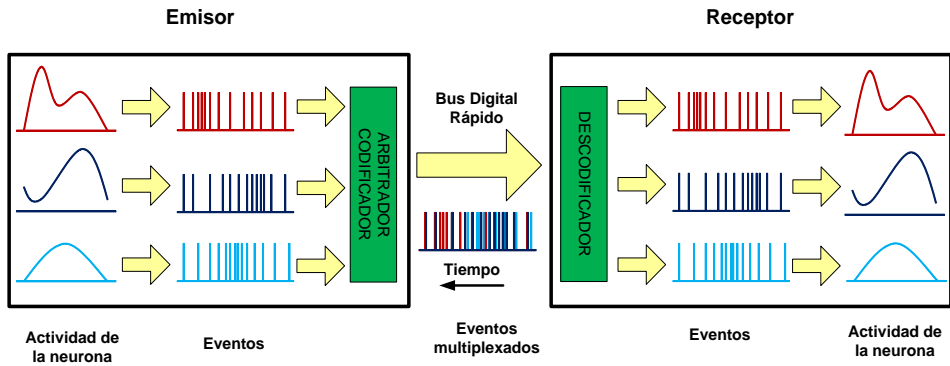 Emisor
Receptor
ARBITRADOR
CODIFICADOR
Bus Digital
Rápido
DESCODIFICADOR
Tiempo
Actividad de
la neurona
Eventos
Eventos
multiplexados
Eventos
Actividad de
la neurona